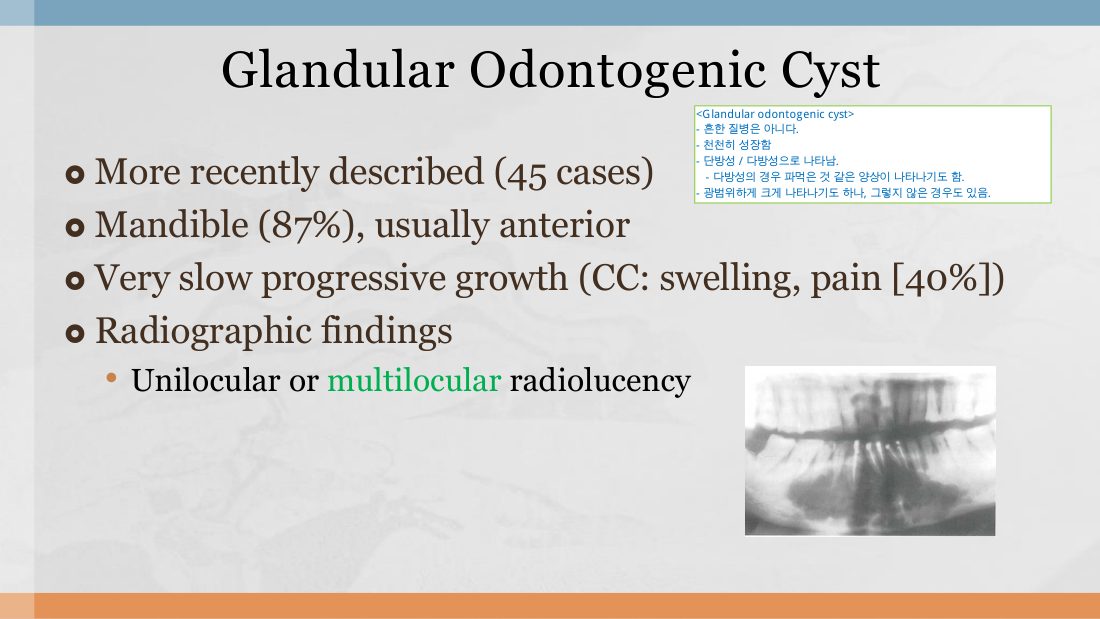 Glandular Odontogenic Cyst
<Glandular odontogenic cyst>
- 흔한 질병은 아니다.
- 천천히 성장함
- 단방성 / 다방성으로 나타남.
- 다방성의 경우 파먹은 것 같은 양상이 나타나기도 함.
- 광범위하게 크게 나타나기도 하나, 그렇지 않은 경우도 있음.
More recently described (45 cases)
Mandible (87%), usually anterior
Very slow progressive growth (CC: swelling, pain [40%])
Radiographic findings
Unilocular or multilocular radiolucency